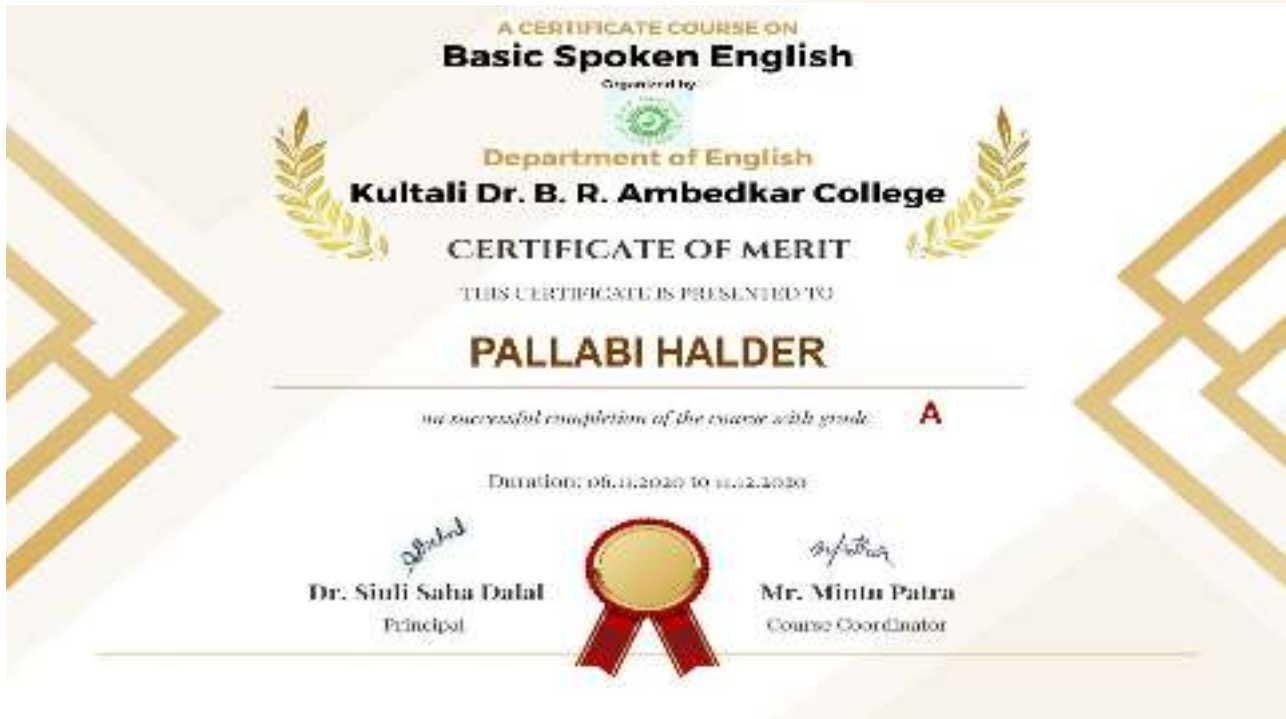 A CERTIFICATE COURSE ON
Basic Spoken English
Organized by
Department of English
Kultali Dr. B. R. Ambedkar College
CERTIFICATE OF MERIT
THIS CERTIFICATE IS PRESENTED TO
PALLABI HALDER
on successful completion of the course with grade A
Duration: 06.11.2020 to 11.12.2020
Dr. Siuli Saha Dalal Mr. Mintu Patra
Principal Course Coordinator